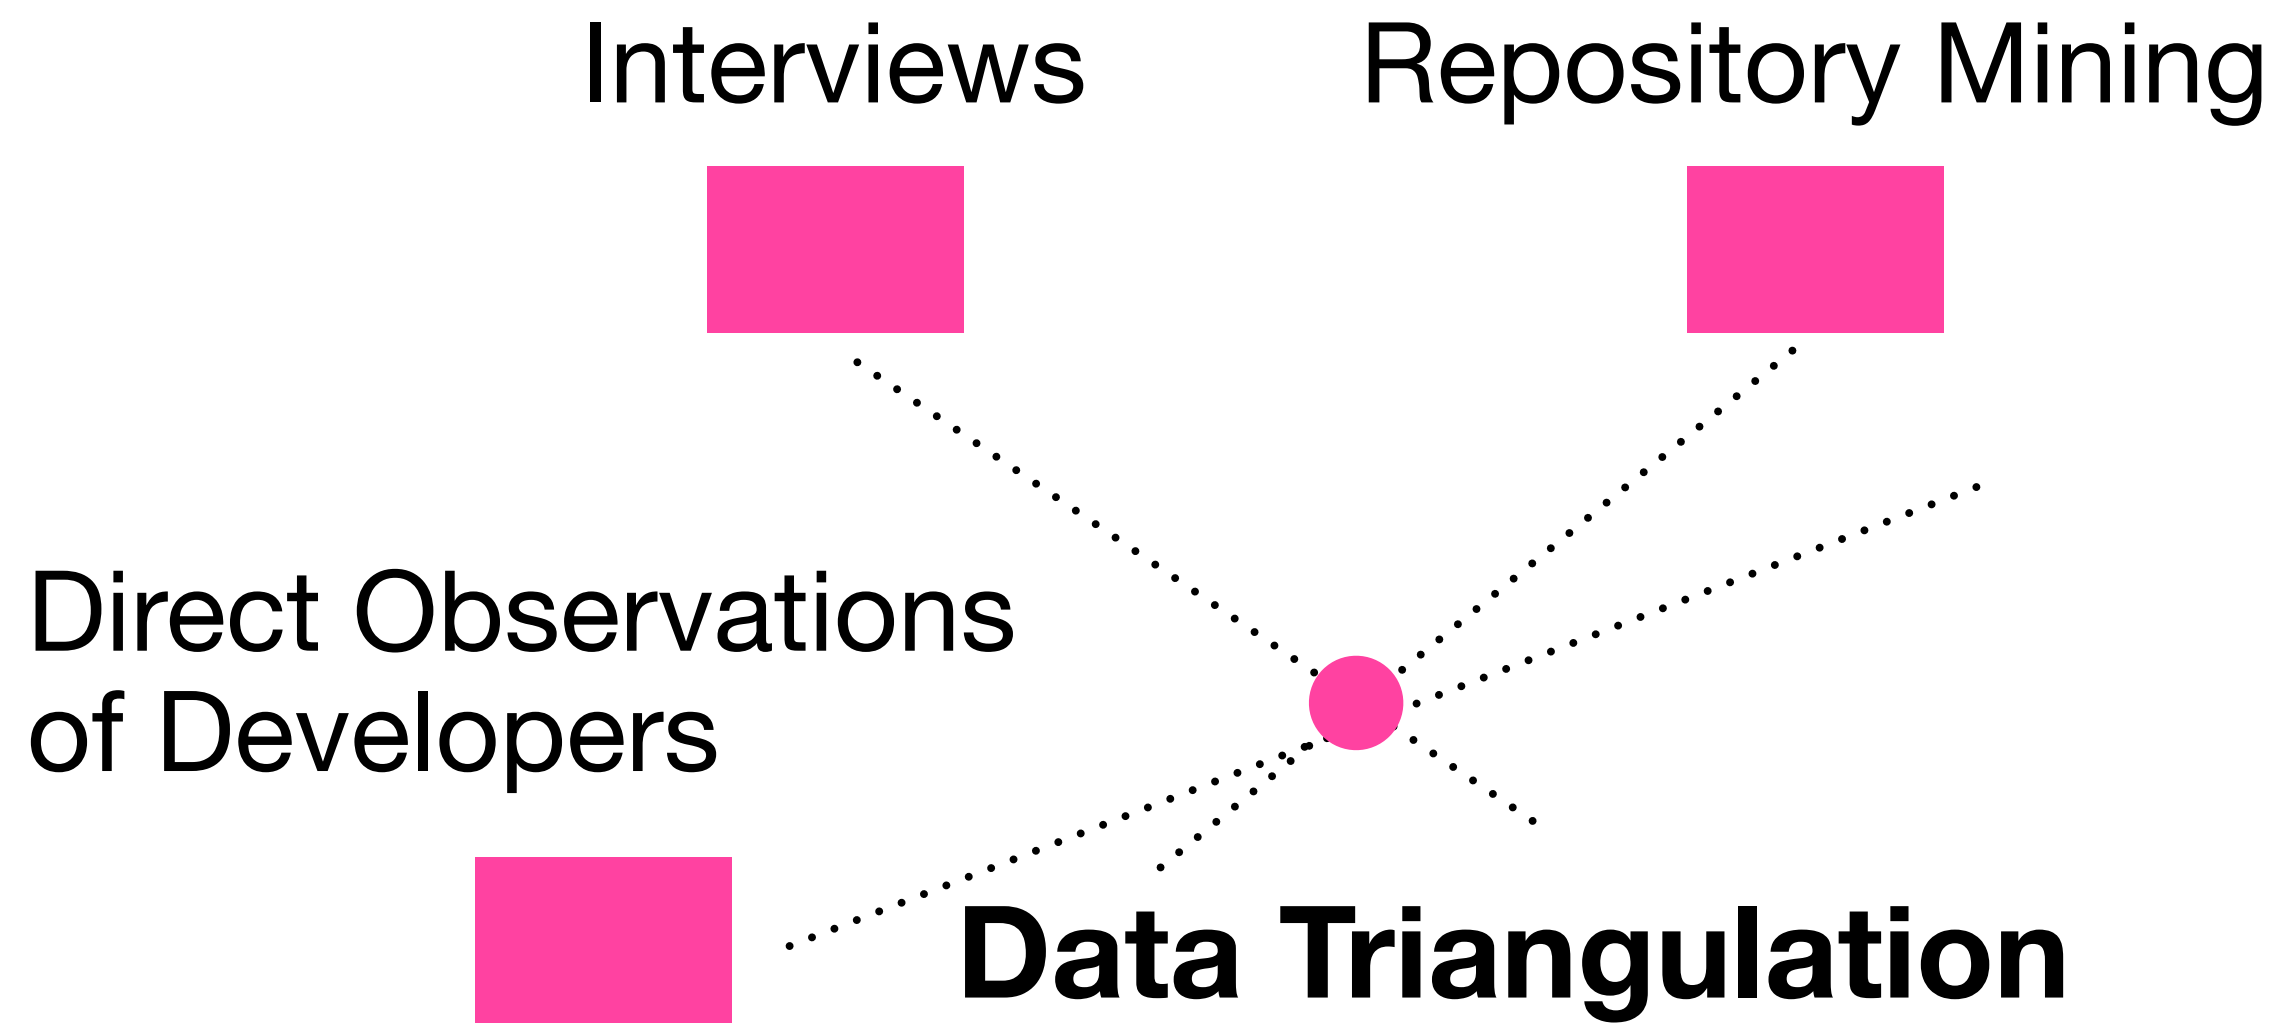 Interviews
Repository Mining
Direct Observations
of Developers
Data Triangulation